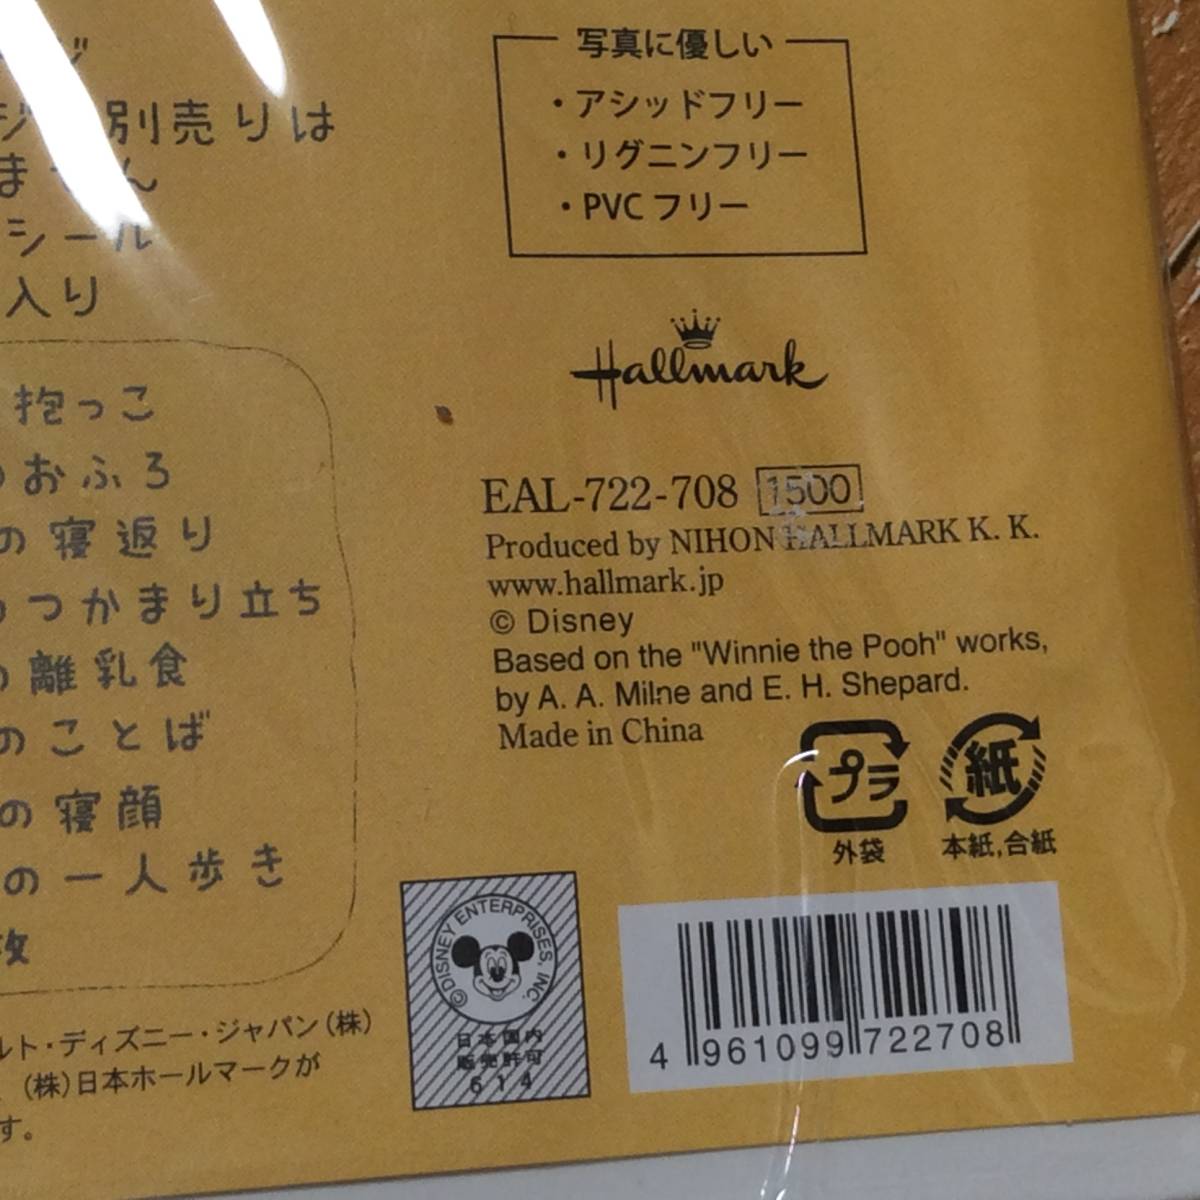 ジ
ジ 別売りは
ません
シール
入り
抱っこ
のおふろ
の寝返り
つかまり立ち
の離乳食
のことば
の寝顔
の一人歩き
枚
ルト・ディズニー・ジャパン(株)
(株)日本ホールマークが
す。
写真に優しい
・アシッドフリー
・リグニンフリー
・PVCフリー
Hallmark
EAL-722-708 1500
Produced by NIHON HALLMARK K. K.
www.hallmark.jp
© Disney
Based on the "Winnie the Pooh" works,
by A. A. Milne and E. H. Shepard.
Made in China
プラ
外袋
紙
本紙,合紙
©DISNEY ENTERPRISES, INC.
日本国内
販売許可
614
4 961099 722708